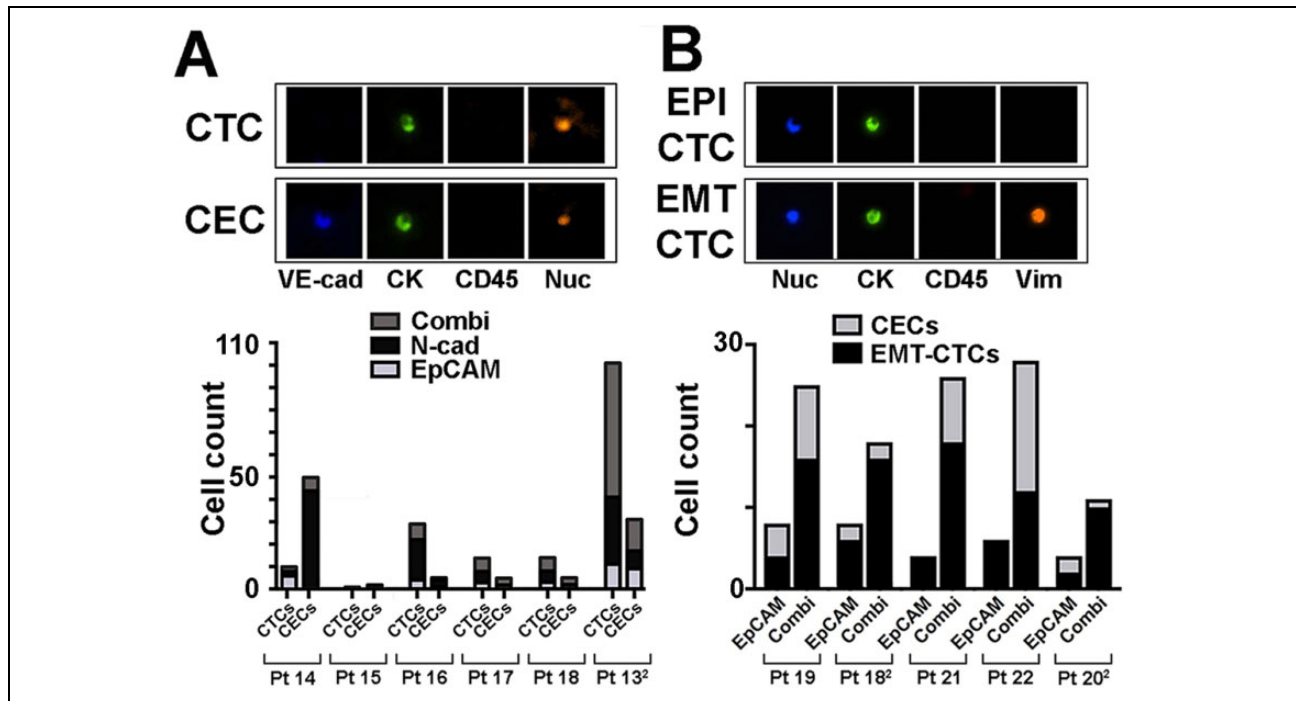 A
CTC
CEC
VE-cad CK CD45 Nuc
Combi
N-cad
EpCAM
Cell count
110
50
0
CTCs CECs CTCs CECs CTCs CECs CTCs CECs CTCs CECs CTCs CECs
Pt 14 Pt 15 Pt 16 Pt 17 Pt 18 Pt 13²
B
EPI
CTC
EMT
CTC
Nuc CK CD45 Vim
CECs
EMT-CTCs
Cell count
30
0
EpCAM Combi EpCAM Combi EpCAM Combi EpCAM Combi EpCAM Combi
Pt 19 Pt 18² Pt 21 Pt 22 Pt 20²